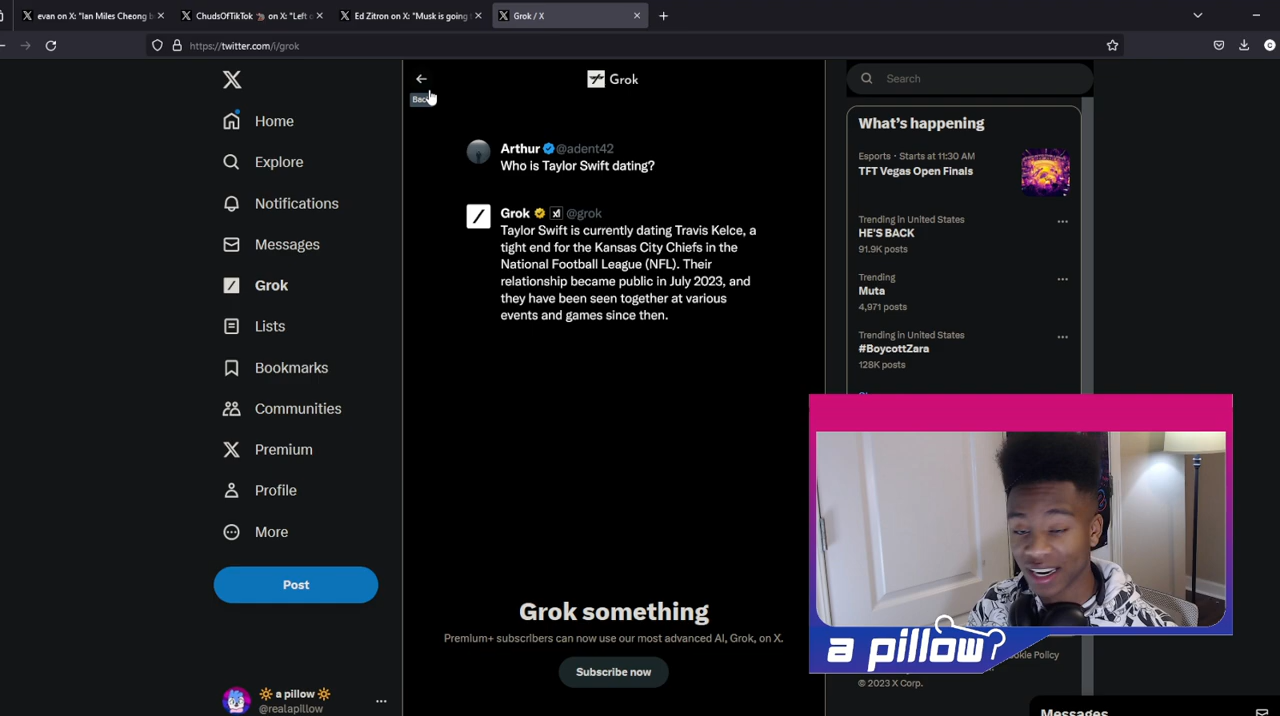 evan on X: "Ian Miles Cheong b
ChudsOfTikTok on X: "Left
Ed Zitron on X: "Musk is going
Grok / X
https://twitter.com/i/grok
Grok
Search
Back
Home
Explore
Notifications
Messages
Grok
Lists
Bookmarks
Communities
Premium
Profile
More
Post
a pillow
@realapillow
Arthur @adent42
Who is Taylor Swift dating?
Grok xI @grok
Taylor Swift is currently dating Travis Kelce, a
tight end for the Kansas City Chiefs in the
National Football League (NFL). Their
relationship became public in July 2023, and
they have been seen together at various
events and games since then.
Grok something
Premium+ subscribers can now use our most advanced AI, Grok, on X.
Subscribe now
What's happening
Esports · Starts at 11:30 AM
TFT Vegas Open Finals
Trending in United States
HE'S BACK
91.9K posts
Trending
Muta
4,971 posts
Trending in United States
#BoycottZara
128K posts
a pillow?
ookie Policy
© 2023 X Corp.
Messages